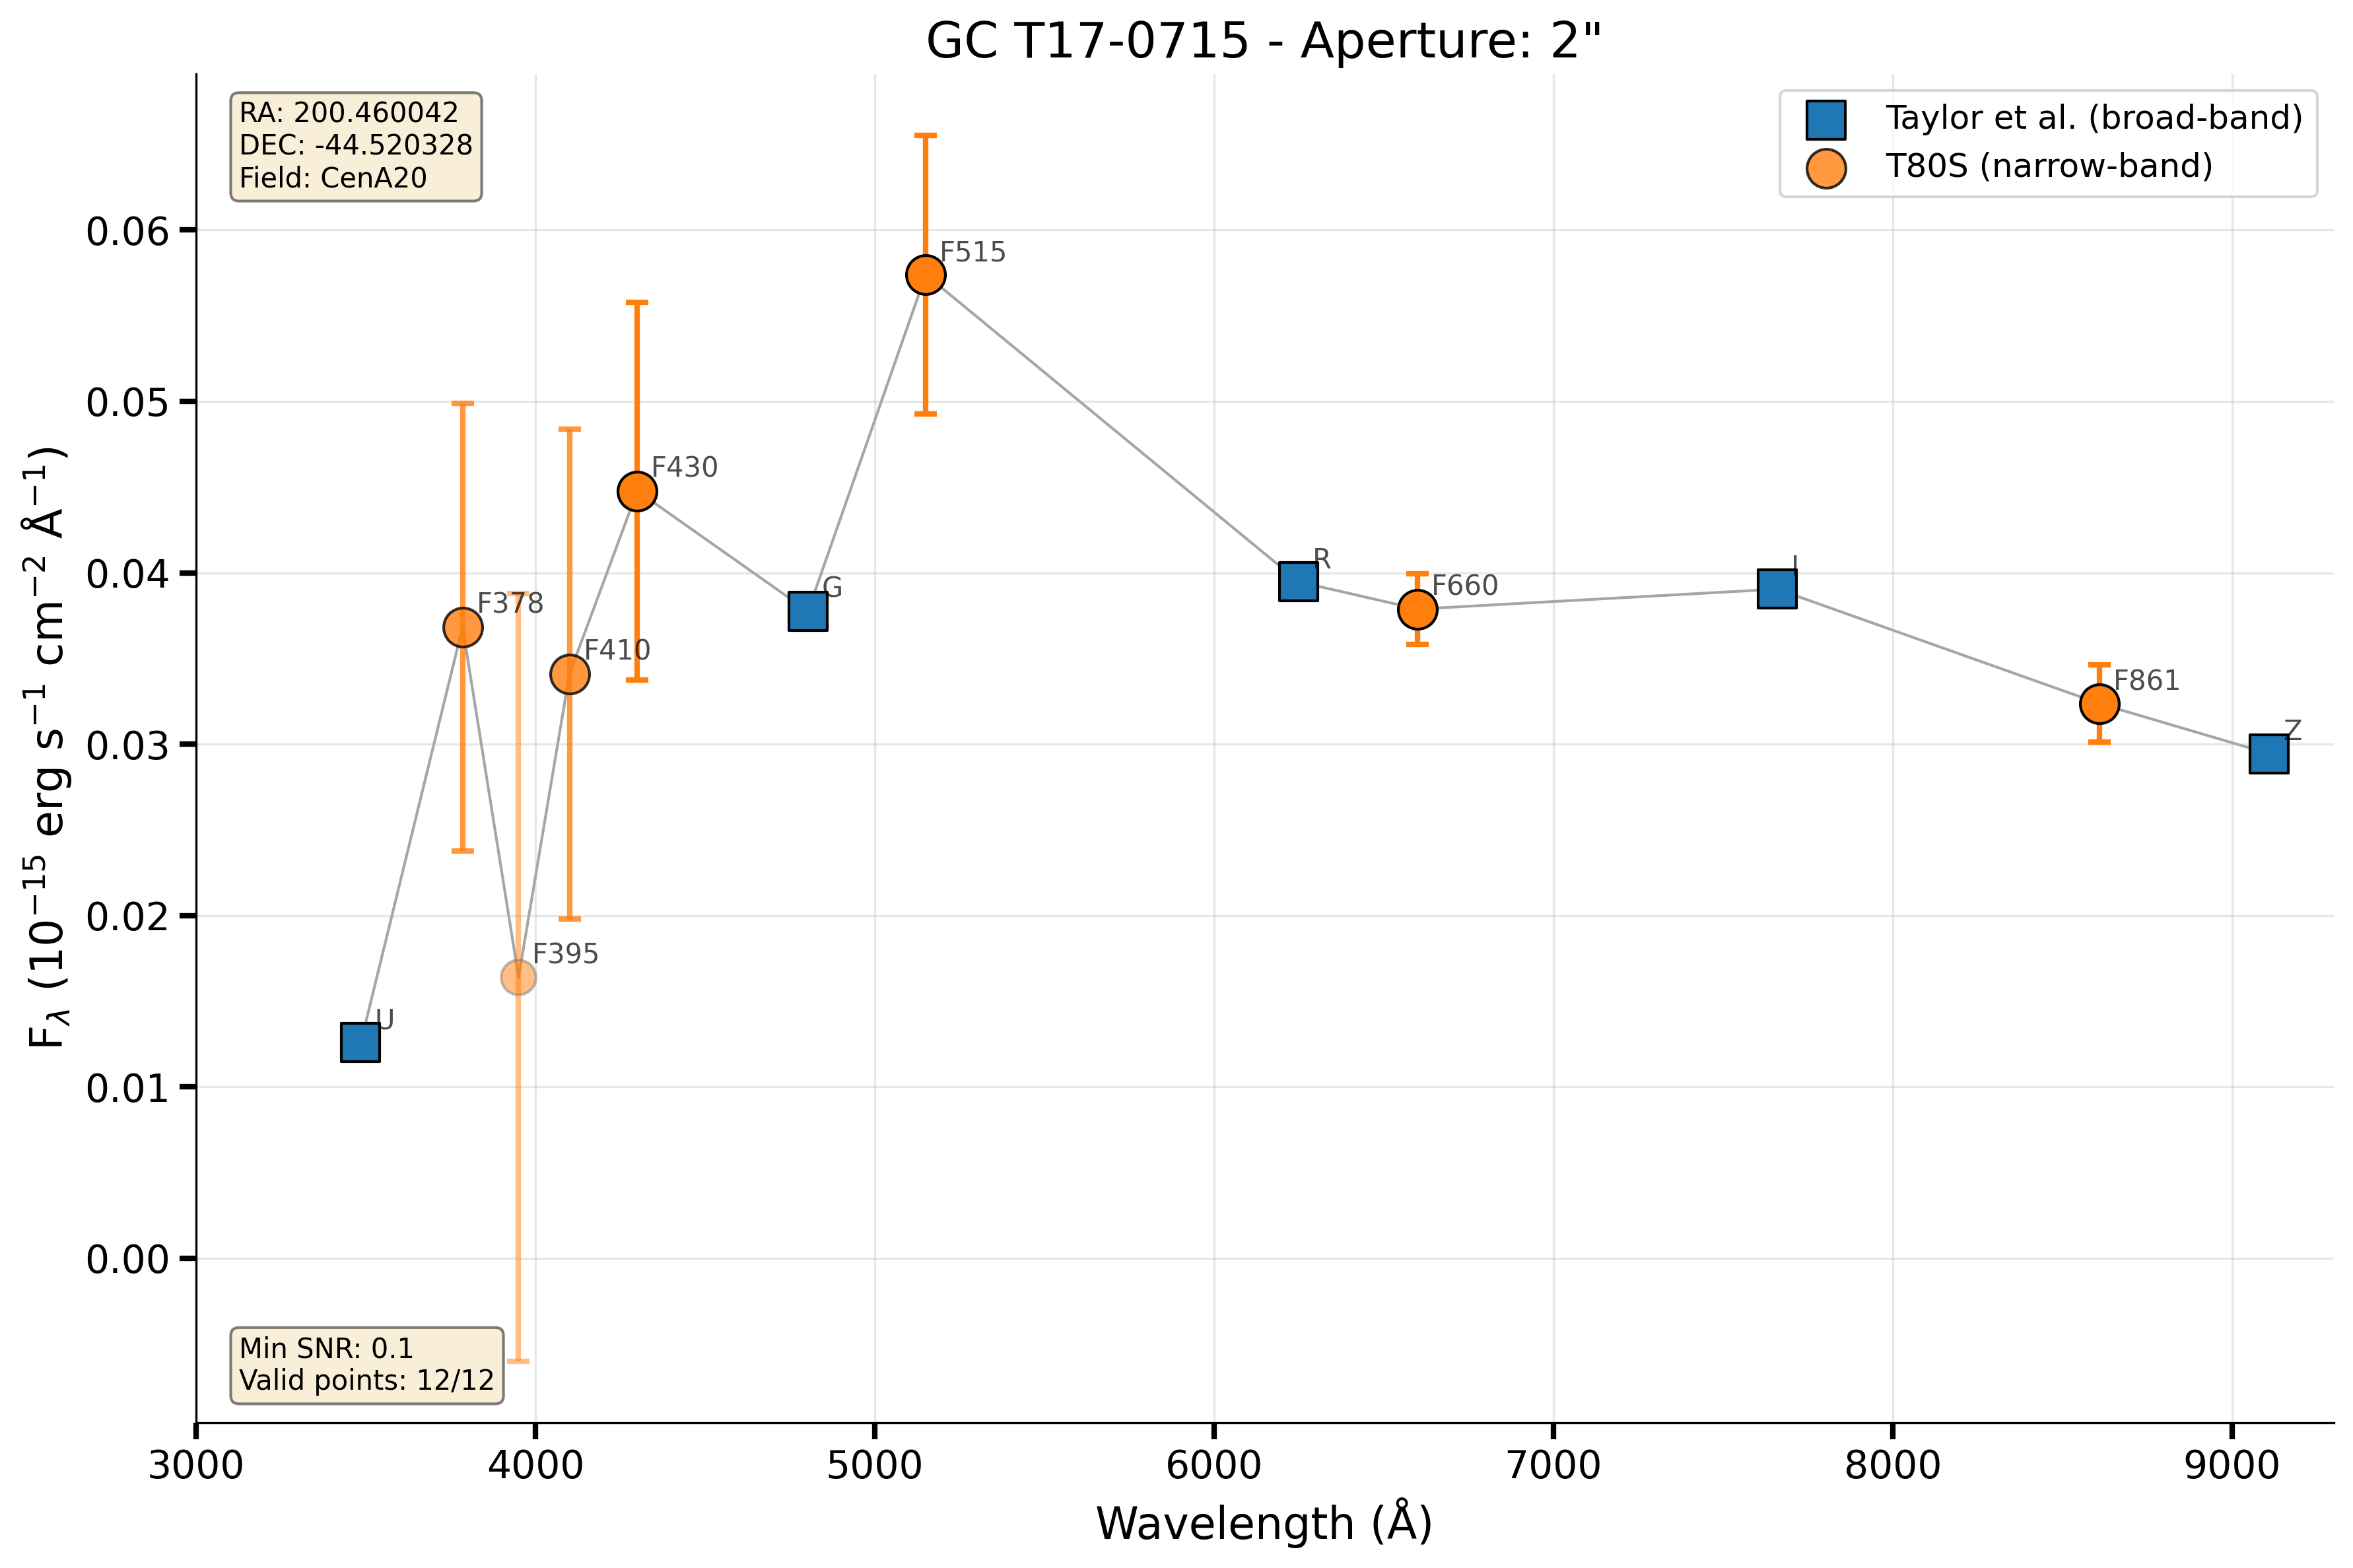 GC T17-0715 - Aperture: 2"
RA: 200.460042
DEC: -44.520328
Field: CenA20
Taylor et al. (broad-band)
T80S (narrow-band)
F515
F430
F378
F410
F395
U
G
R
F660
I
F861
Z
0.06
0.05
0.04
0.03
0.02
0.01
0.00
F_λ (10⁻¹⁵ erg s⁻¹ cm⁻² Å⁻¹)
Min SNR: 0.1
Valid points: 12/12
3000 4000 5000 6000 7000 8000 9000
Wavelength (Å)